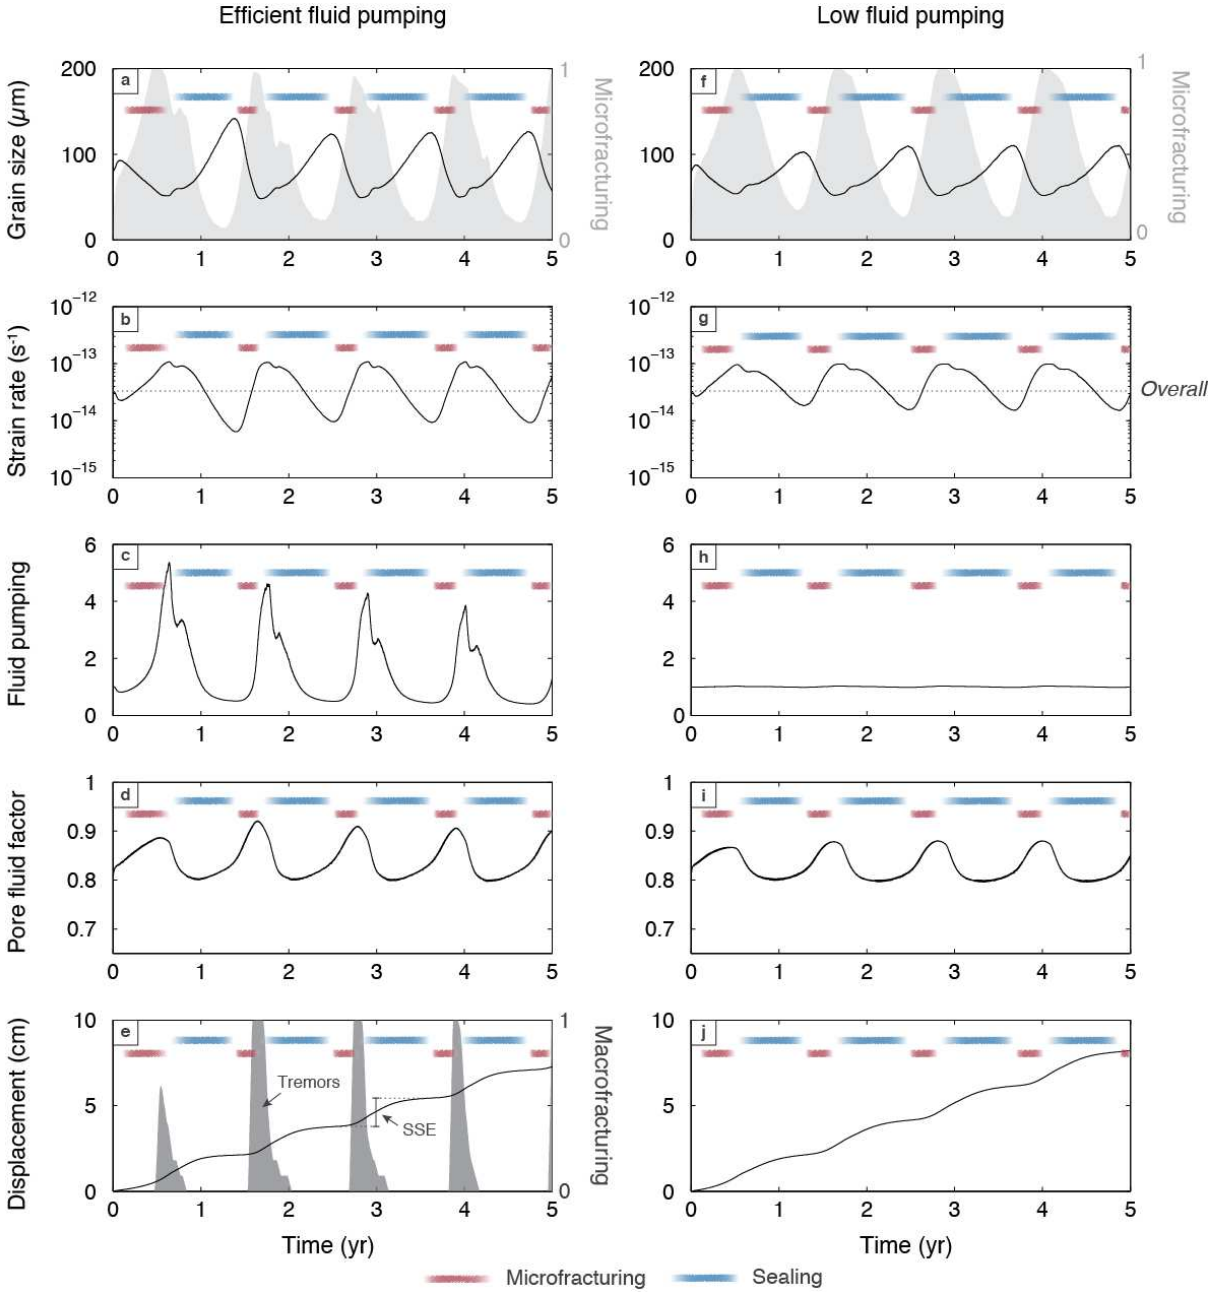 Efficient fluid pumping
Low fluid pumping
Grain size (μm)
200
100
0
a
1
0
Microfracturing
0 1 2 3 4 5
200
100
0
f
1
0
Microfracturing
0 1 2 3 4 5
Strain rate (s⁻¹)
10⁻¹²
10⁻¹³
10⁻¹⁴
10⁻¹⁵
b
0 1 2 3 4 5
10⁻¹²
10⁻¹³
10⁻¹⁴
10⁻¹⁵
g
Overall
0 1 2 3 4 5
Fluid pumping
6
4
2
0
c
0 1 2 3 4 5
6
4
2
0
h
0 1 2 3 4 5
Pore fluid factor
1
0.9
0.8
0.7
d
0 1 2 3 4 5
1
0.9
0.8
0.7
i
0 1 2 3 4 5
Displacement (cm)
10
5
0
e
Tremors
SSE
1
0
Macrofracturing
0 1 2 3 4 5
Time (yr)
10
5
0
j
0 1 2 3 4 5
Time (yr)
Microfracturing
Sealing